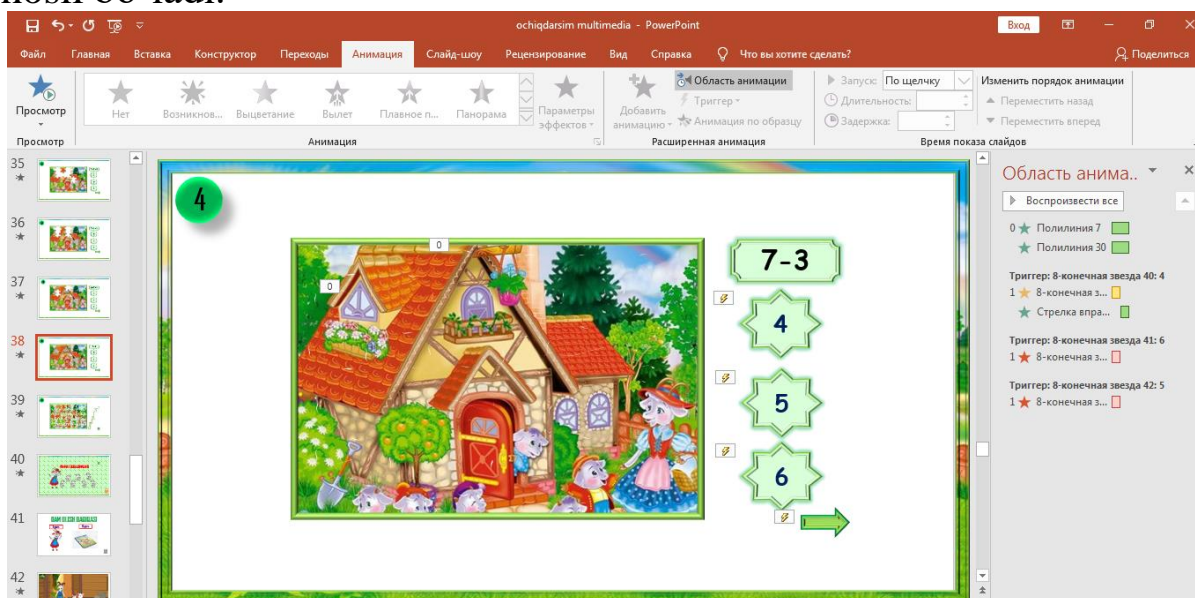 ochiqdarsim multimedia - PowerPoint
Вход
Файл Главная Вставка Конструктор Переходы Анимация Слайд-шоу Рецензирование Вид Справка Что вы хотите сделать? Поделиться
Просмотр
Нет Возникнов... Выцветание Вылет Плавное п... Панорама
Параметры эффектов
Добавить анимацию
Область анимации
Триггер
Анимация по образцу
Запуск: По щелчку
Длительность:
Задержка:
Изменить порядок анимации
Переместить назад
Переместить вперед
Просмотр Анимация Расширенная анимация Время показа слайдов
35
36
37
38
39
40
41
42
4
0
0
7-3
4
5
6
Область анима..
Воспроизвести все
0 Полилиния 7
Полилиния 30
Триггер: 8-конечная звезда 40: 4
1 8-конечная з...
Стрелка впра...
Триггер: 8-конечная звезда 41: 6
1 8-конечная з...
Триггер: 8-конечная звезда 42: 5
1 8-конечная з...